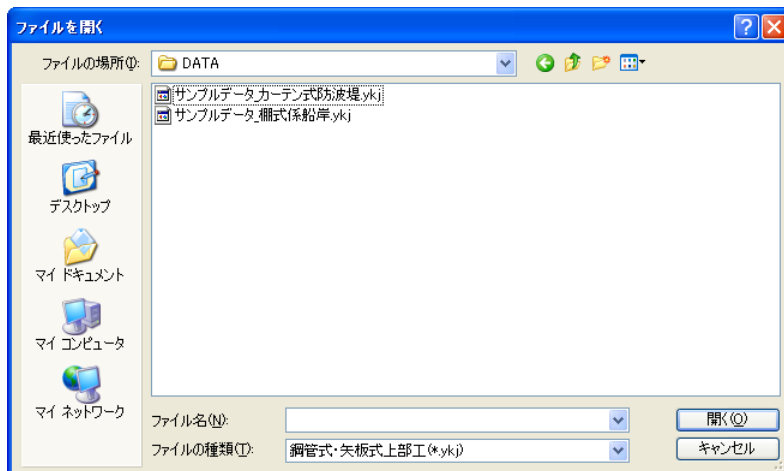 ファイルを開く
ファイルの場所(I):
DATA
サンプルデータ_カーテン式防波堤.ykj
サンプルデータ_棚式係船岸.ykj
最近使ったファイル
デスクトップ
マイ ドキュメント
マイ コンピュータ
マイ ネットワーク
ファイル名(N):
開く(O)
ファイルの種類(T):
鋼管式・矢板式上部工(*.ykj)
キャンセル